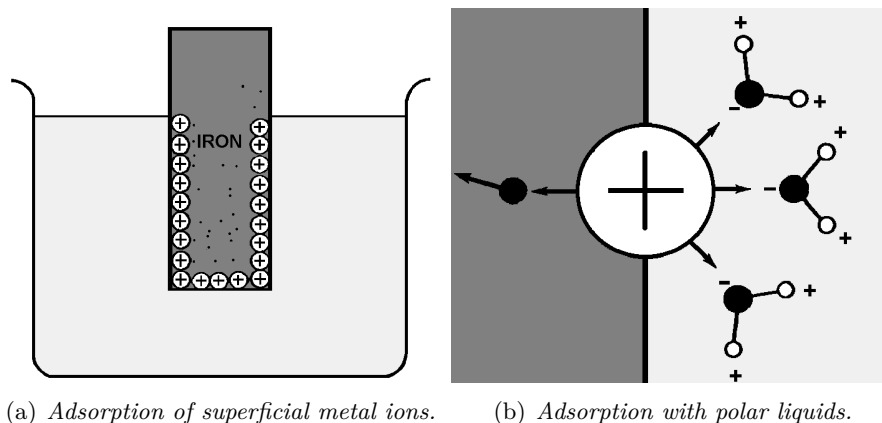 IRON
(a) Adsorption of superficial metal ions.
(b) Adsorption with polar liquids.